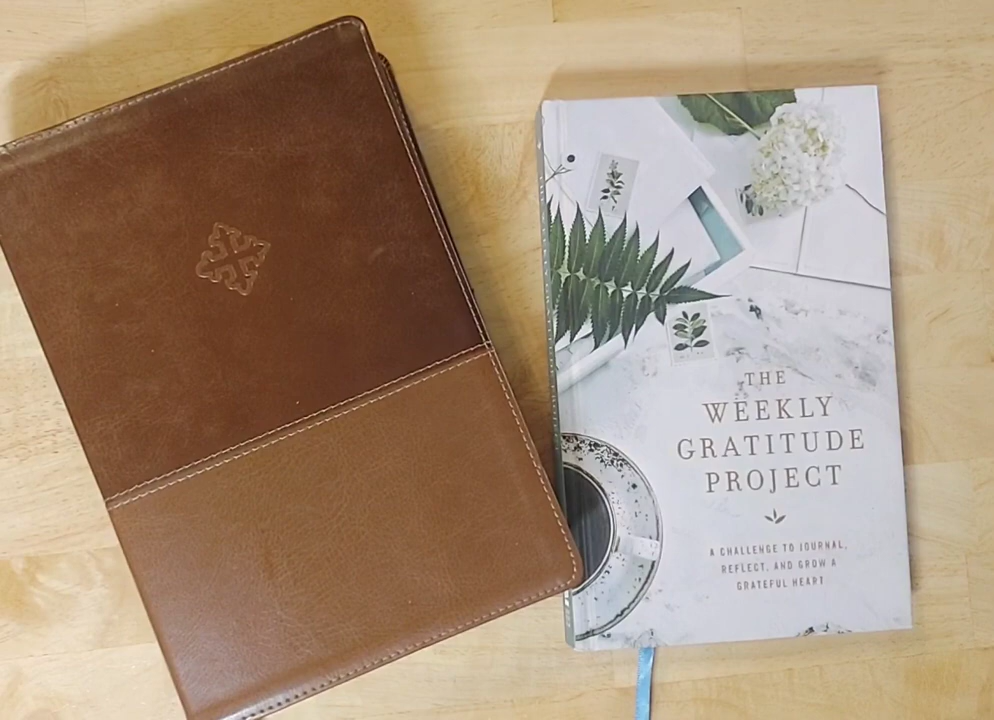 THE
WEEKLY
GRATITUDE
PROJECT
A CHALLENGE TO JOURNAL,
REFLECT, AND GROW A
GRATEFUL HEART